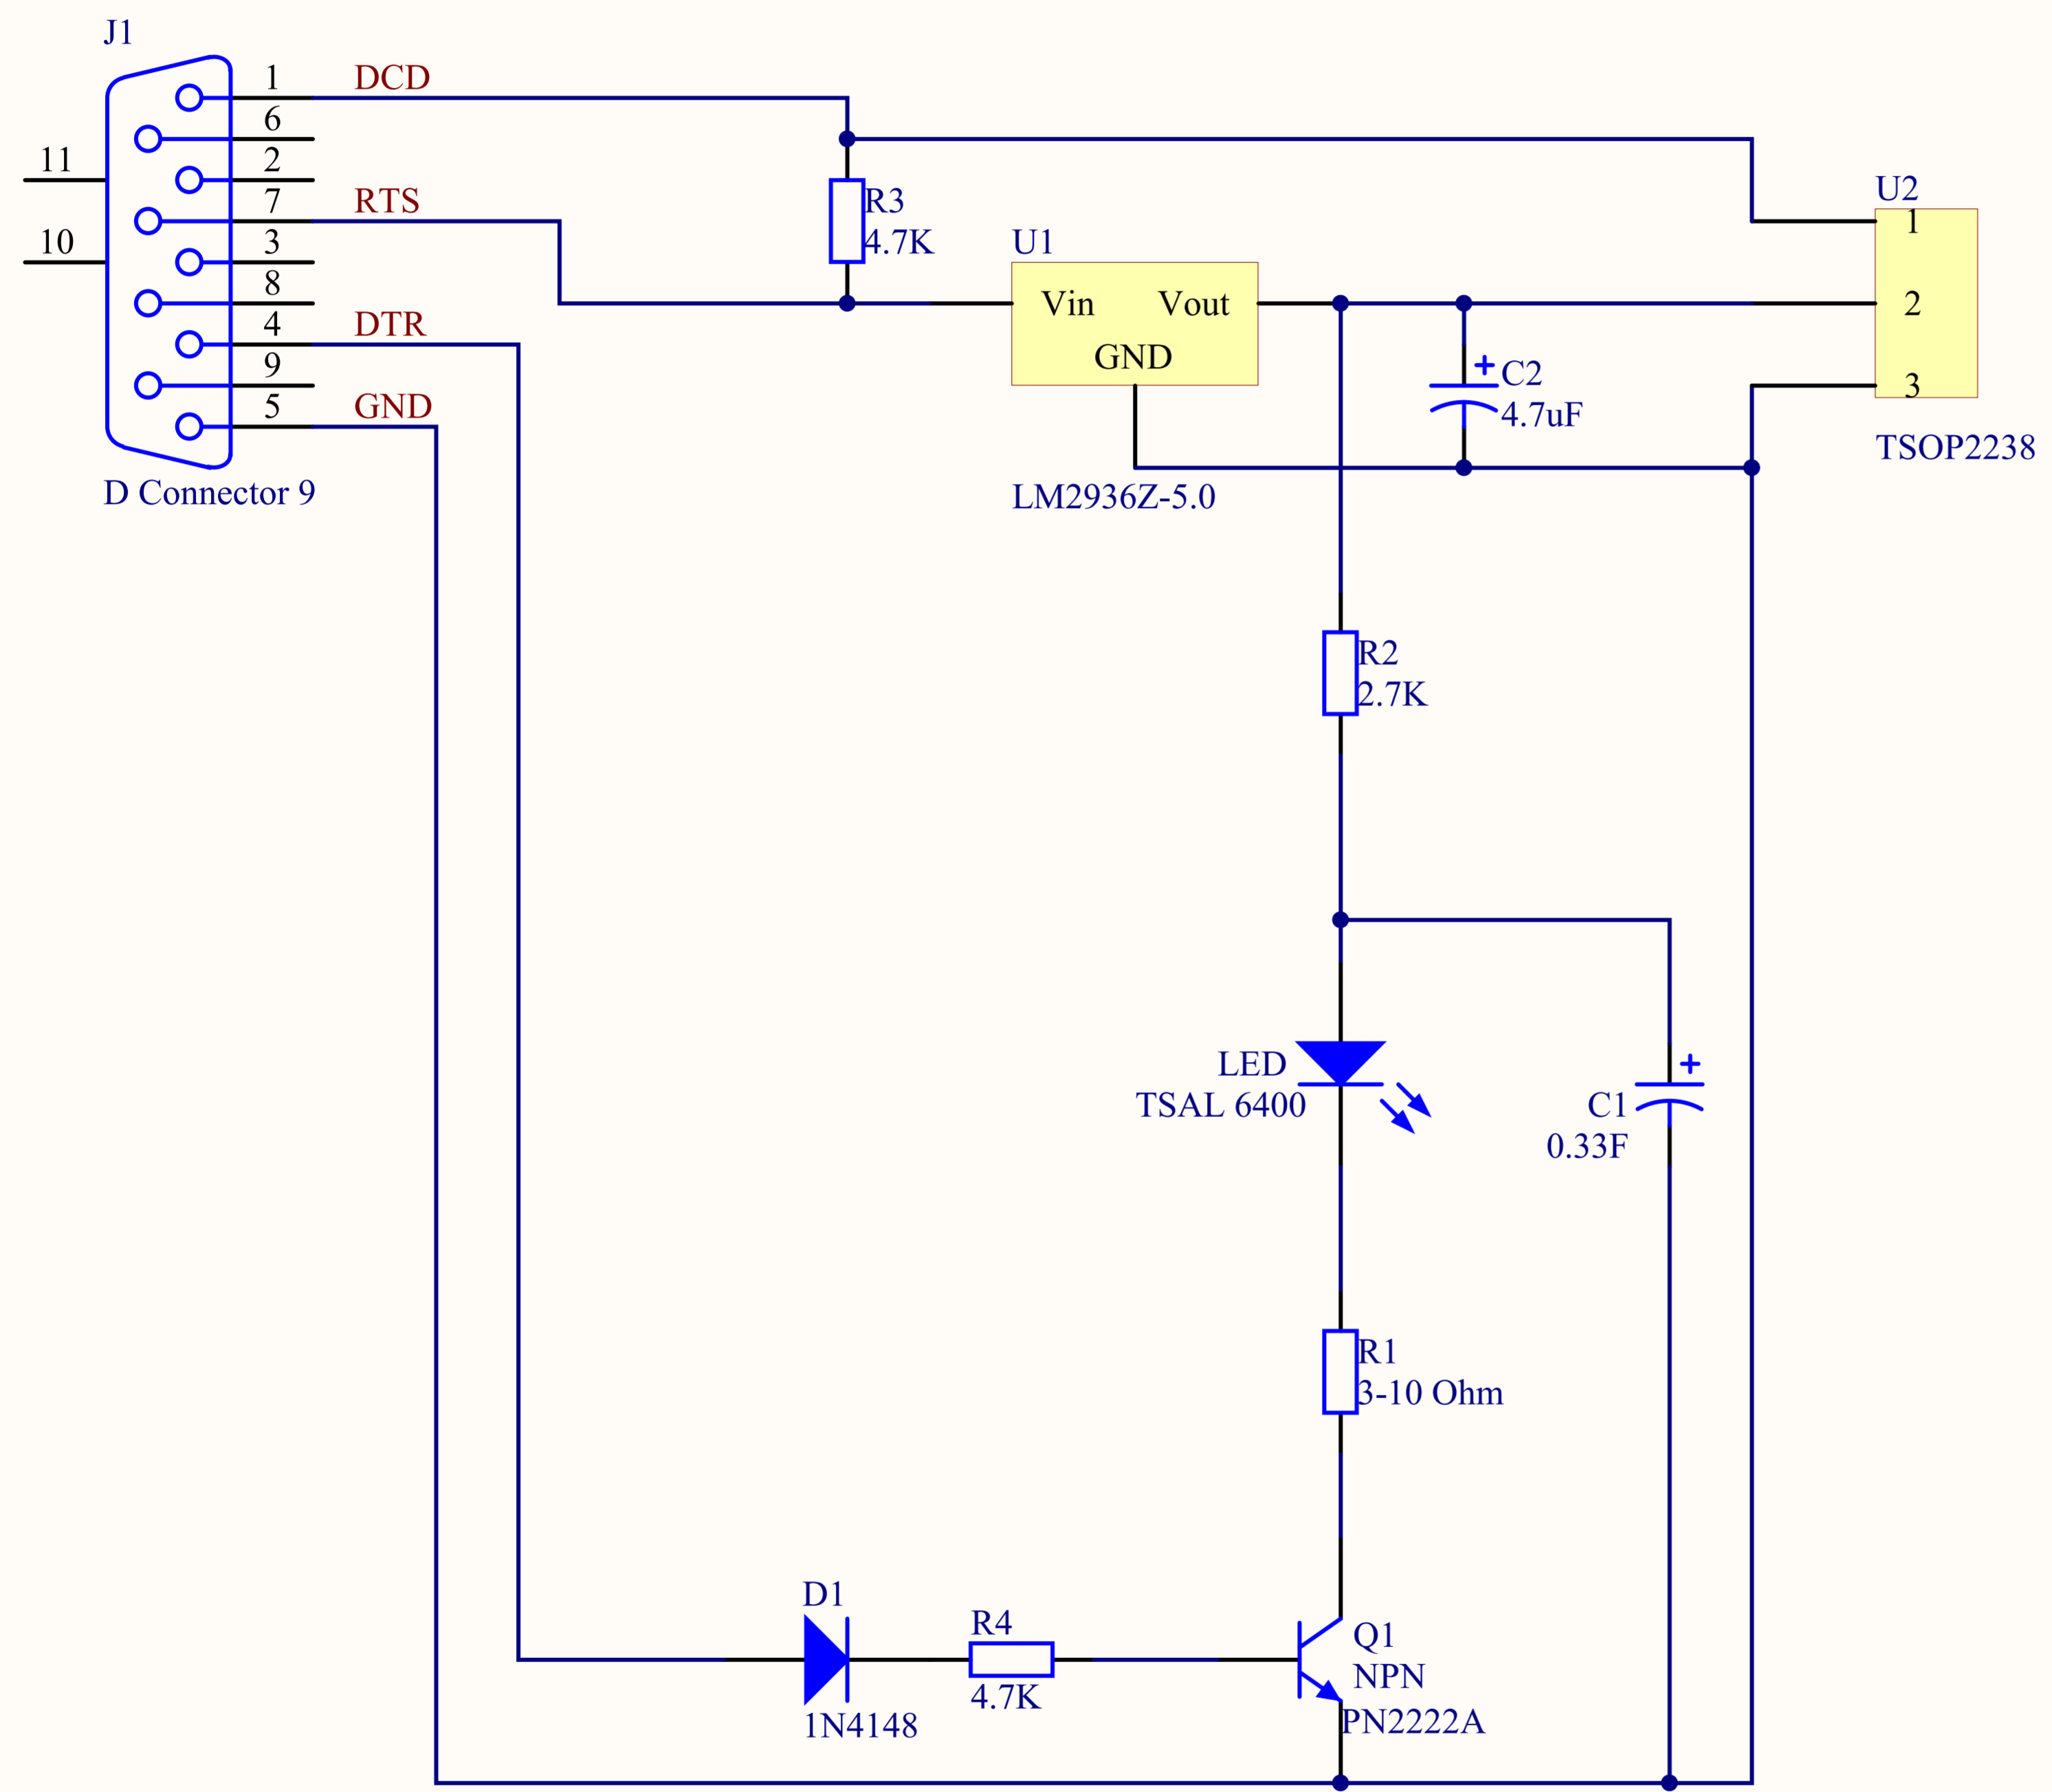 J1
1
DCD
6
11
2
7
RTS
10
3
8
4
DTR
9
5
GND
D Connector 9
R3
4.7K
U1
Vin
Vout
GND
LM2936Z-5.0
+
C2
4.7uF
U2
1
2
3
TSOP2238
R2
2.7K
LED
TSAL 6400
+
C1
0.33F
R1
3-10 Ohm
D1
1N4148
R4
4.7K
Q1
NPN
PN2222A